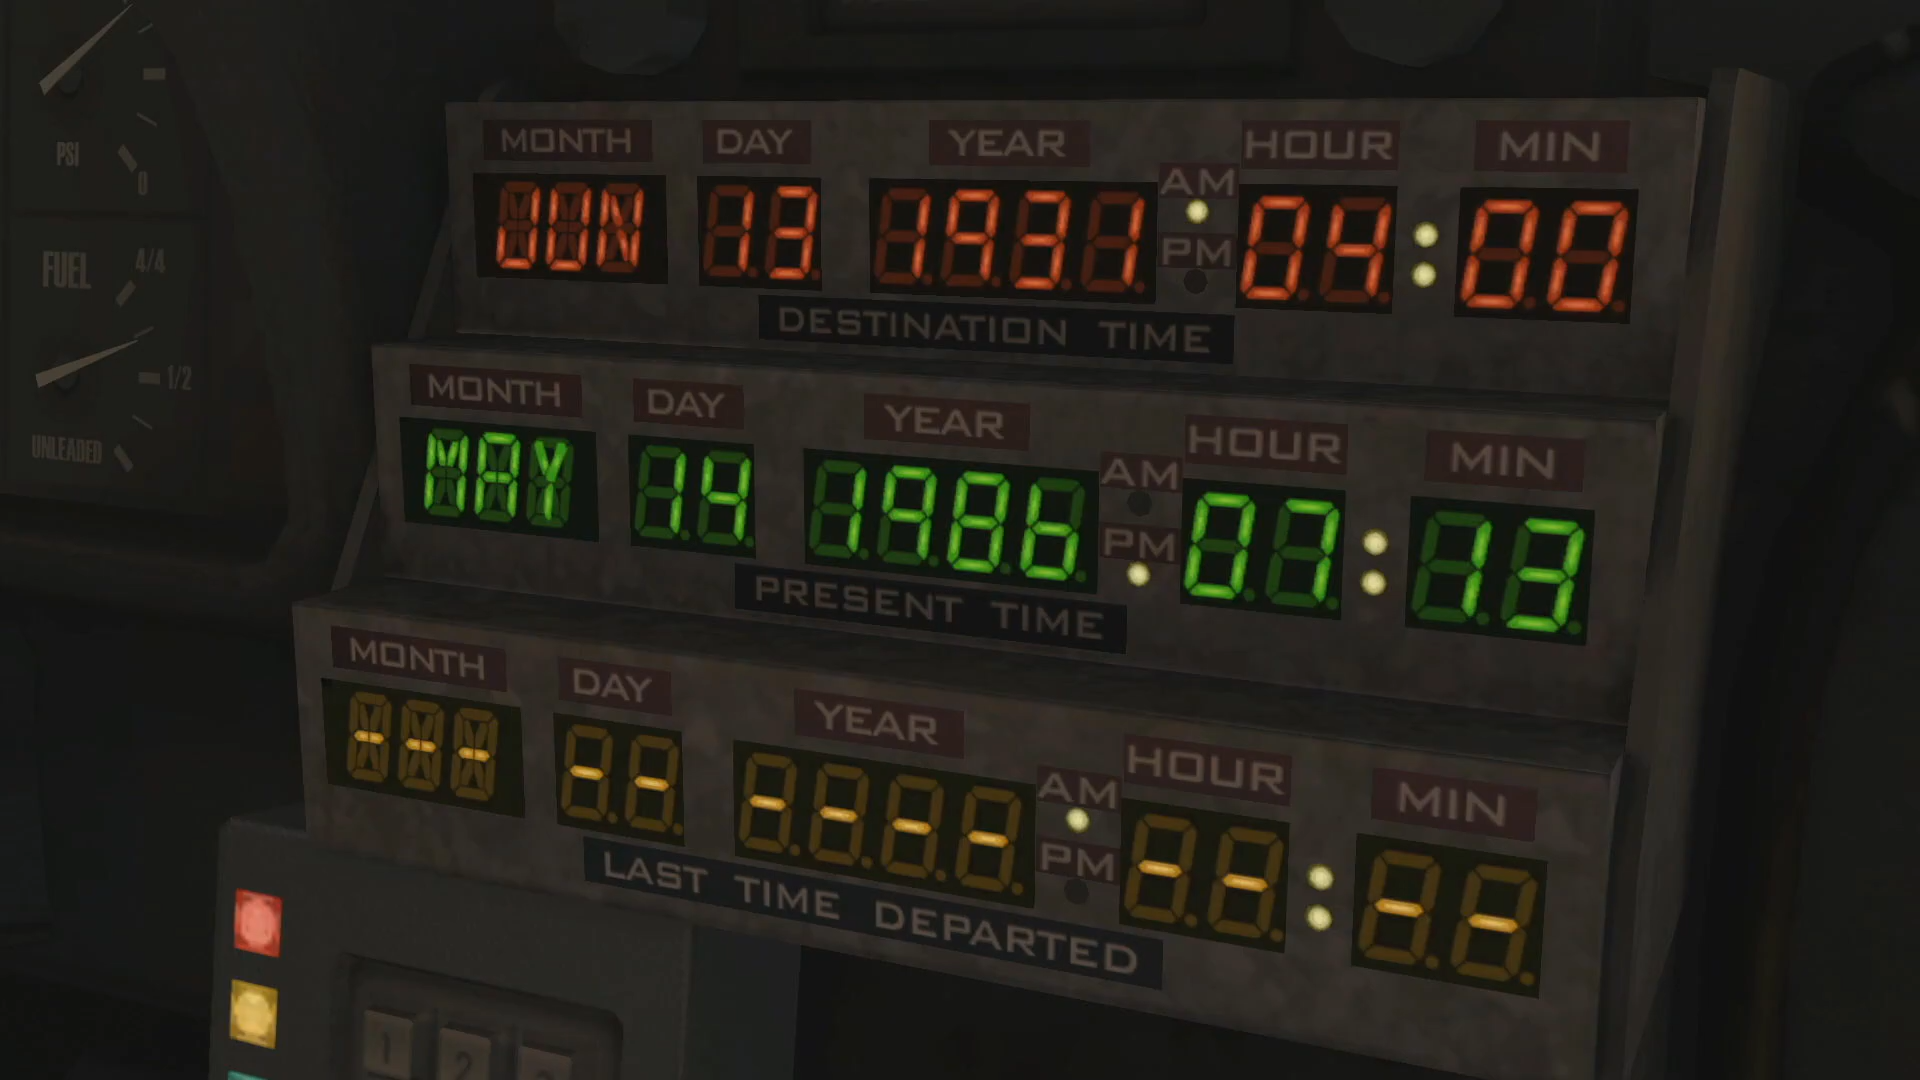 PSI
0
FUEL
4/4
1/2
UNLEADED
MONTH DAY YEAR AM PM HOUR MIN
JUN 13 1931 04:00
DESTINATION TIME
MONTH DAY YEAR AM PM HOUR MIN
MAY 14 1986 07:13
PRESENT TIME
MONTH DAY YEAR AM PM HOUR MIN
--- -- ---- --:--
LAST TIME DEPARTED
1 2